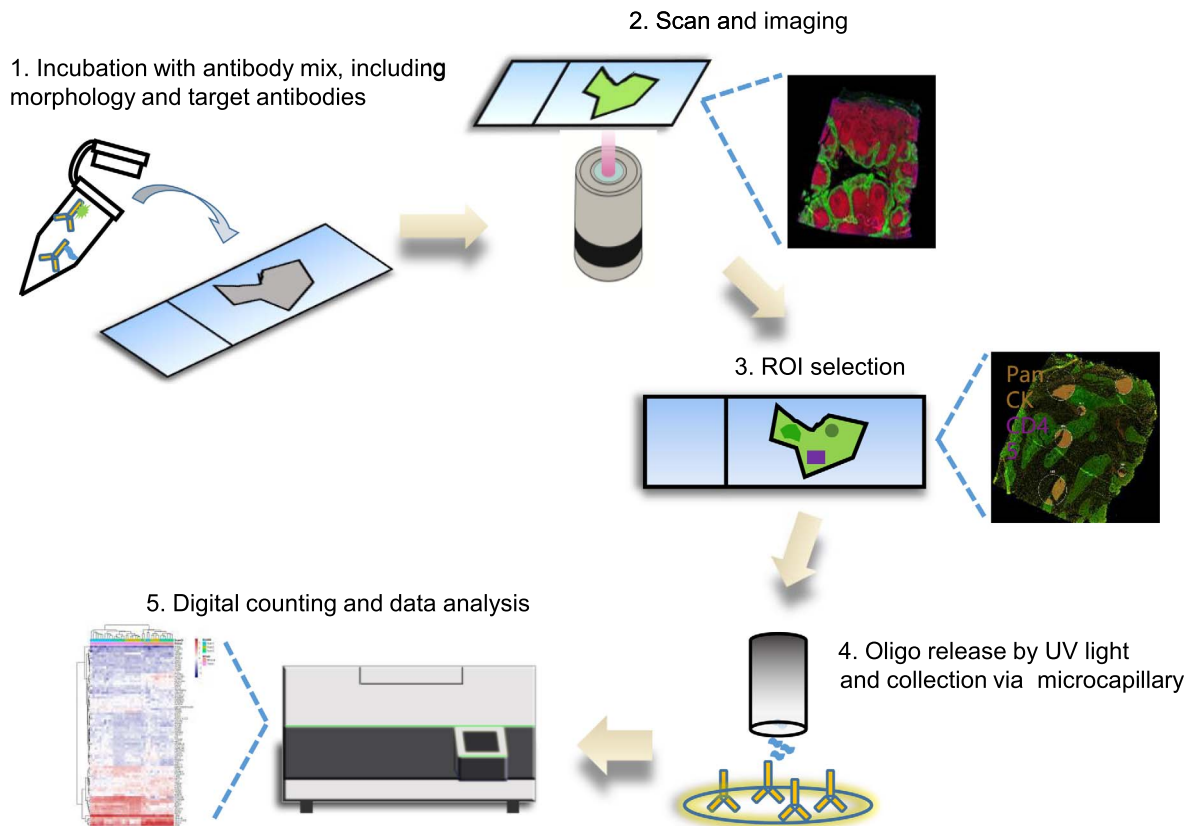 1. Incubation with antibody mix, including
morphology and target antibodies
2. Scan and imaging
3. ROI selection
Pan
CK
CD4
5
4. Oligo release by UV light
and collection via microcapillary
5. Digital counting and data analysis